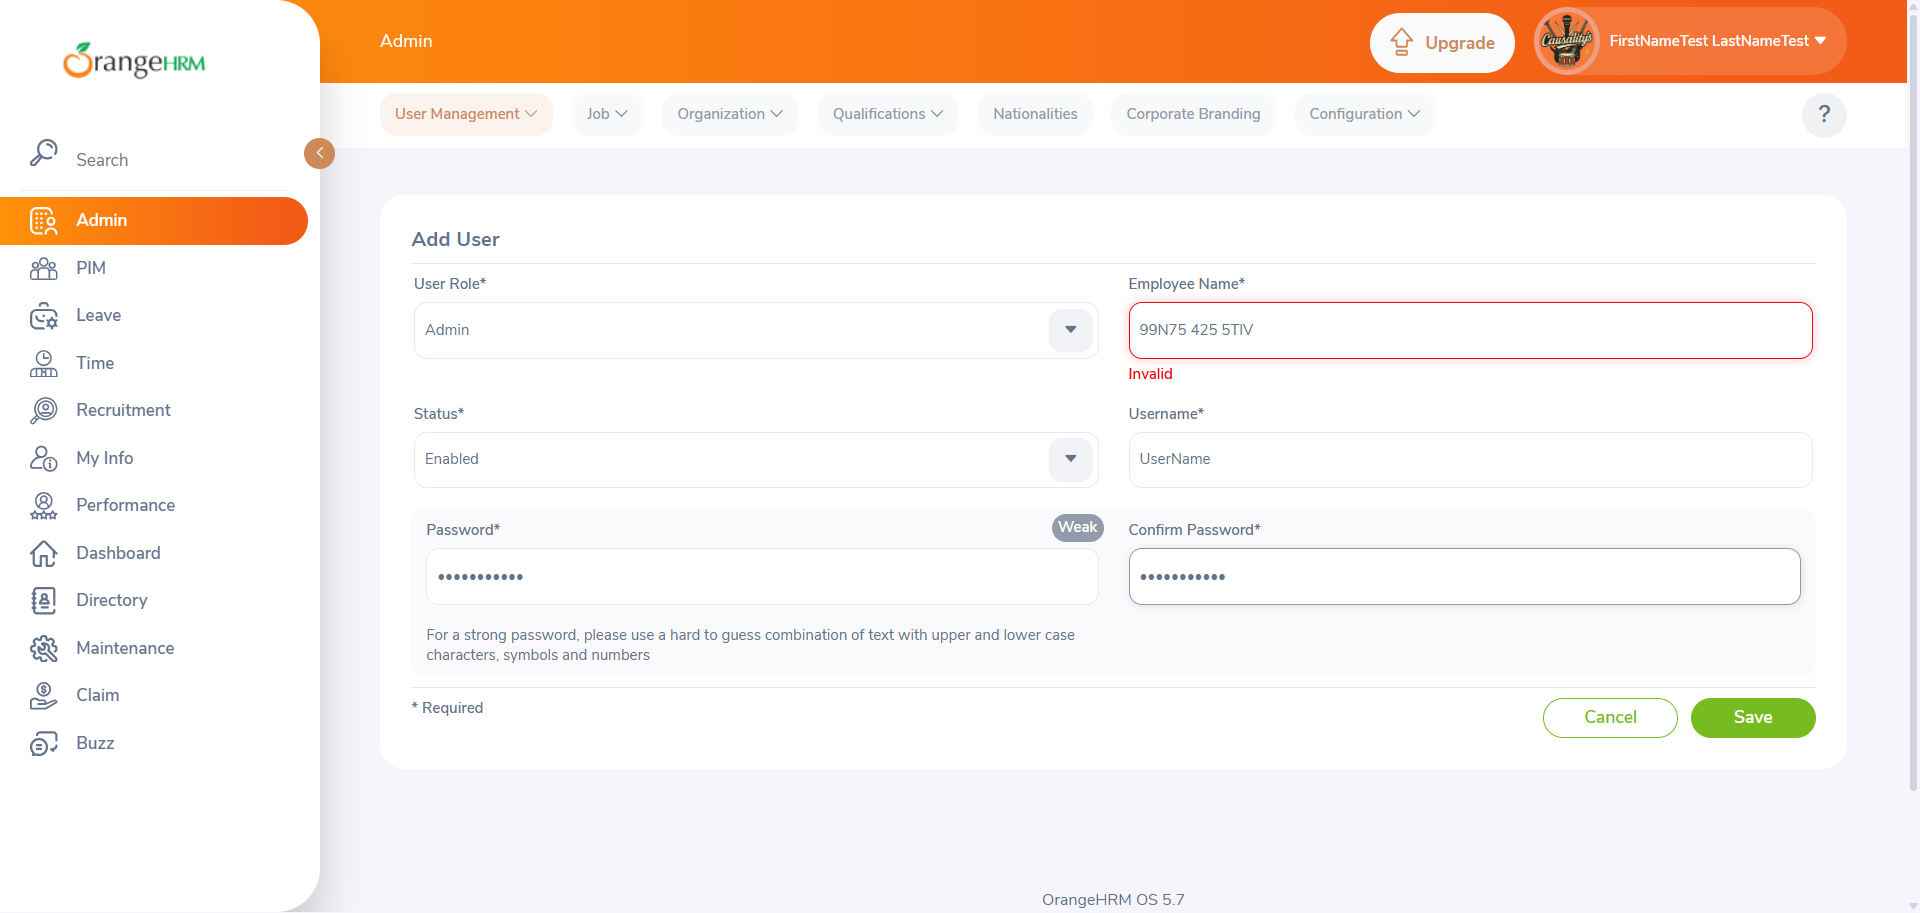 OrangeHRM
Admin
Upgrade
Causality's
FirstNameTest LastNameTest
User Management
Job
Organization
Qualifications
Nationalities
Corporate Branding
Configuration
?
Search
Admin
PIM
Leave
Time
Recruitment
My Info
Performance
Dashboard
Directory
Maintenance
Claim
Buzz
Add User
User Role*
Employee Name*
Admin
99N75 425 5TIV
Invalid
Status*
Username*
Enabled
UserName
Password*
Weak
Confirm Password*
•••••••••••
•••••••••••
For a strong password, please use a hard to guess combination of text with upper and lower case
characters, symbols and numbers
* Required
Cancel
Save
OrangeHRM OS 5.7